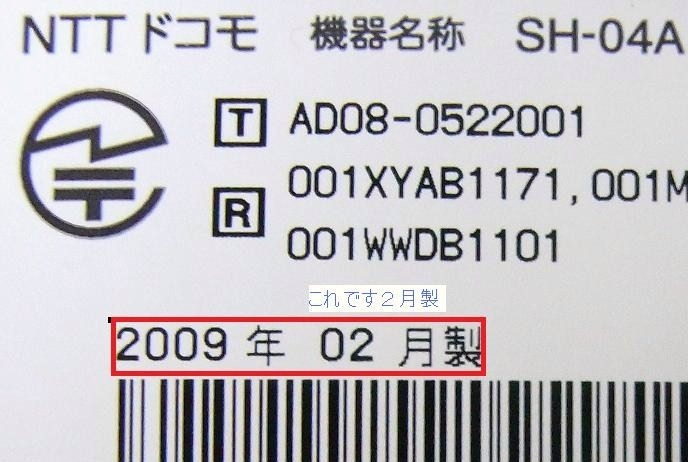 NTTドコモ 機器名称 SH-04A
T AD08-0522001
R 001XYAB1171,001M
001WWDB1101
これです２月製
2009 年 02 月製